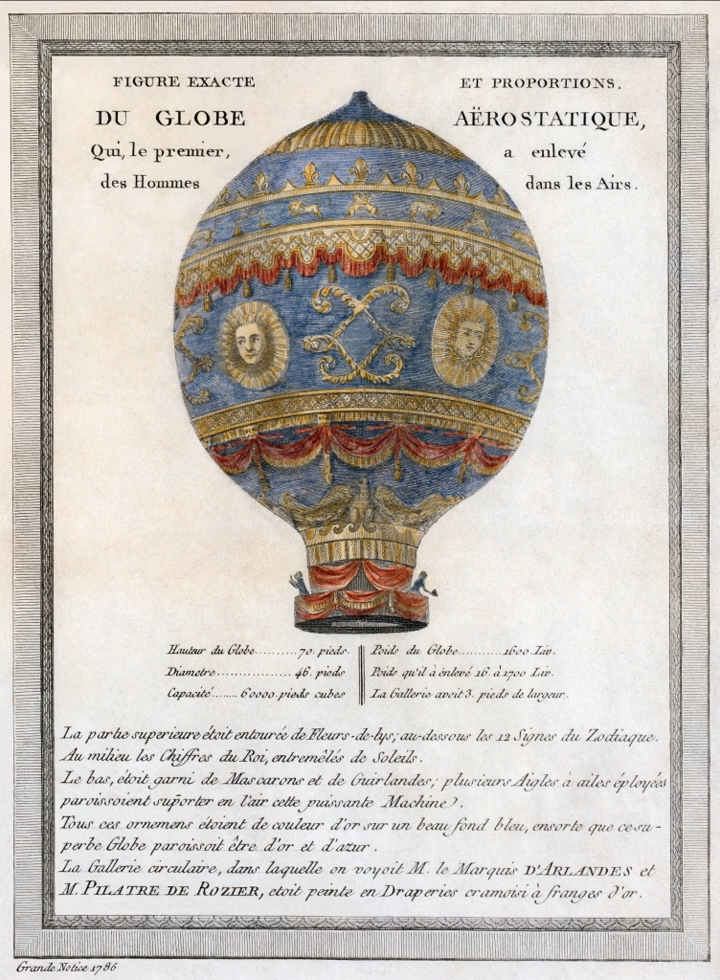 FIGURE EXACTE ET PROPORTIONS.
DU GLOBE AËROSTATIQUE,
Qui, le premier, a enlevé
des Hommes dans les Airs.
Hauteur du Globe..........70. pieds.
Diametre.................. 46. pieds
Capacité....... 60000. pieds cubes
Poids du Globe...........1600. Liv.
Poids qu'il à enlevé 16. à 1700 Liv.
La Gallerie avoit 3. pieds de largeur.
La partie superieure étoit entourée de Fleurs-de-lys; au-dessous les 12 Signes du Zodiaque.
Au milieu les Chiffres du Roi, entremêlés de Soleils.
Le bas, étoit garni de Mascarons et de Guirlandes; plusieurs Aigles à ailes éployées
paroissoient suporter en l'air cette puissante Machine.
Tous ces ornemens étoient de couleur d'or sur un beau fond bleu, ensorte que ce su-
perbe Globe paroissoit être d'or et d'azur.
La Gallerie circulaire, dans laquelle on voyoit M. le Marquis D'ARLANDES et
M. PILATRE DE ROZIER, etoit peinte en Draperies cramoisi à franges d'or.
Grande Notice 1786